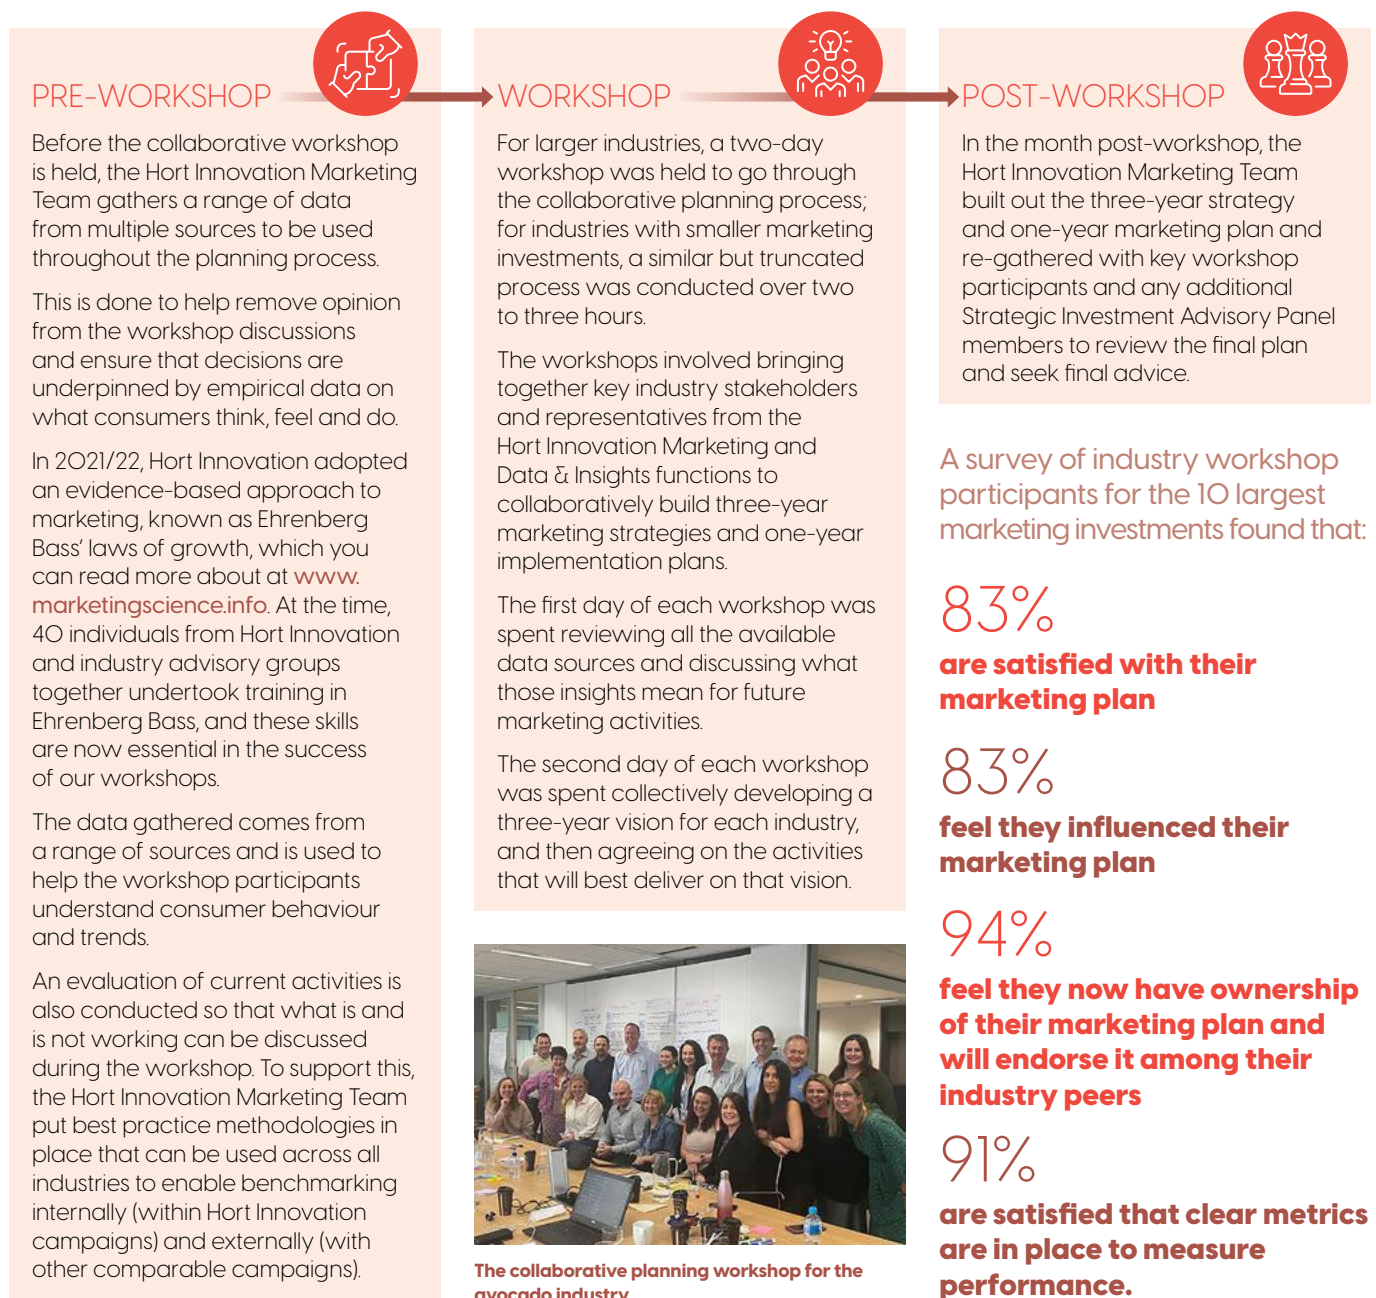 PRE-WORKSHOP
Before the collaborative workshop
is held, the Hort Innovation Marketing
Team gathers a range of data
from multiple sources to be used
throughout the planning process.
This is done to help remove opinion
from the workshop discussions
and ensure that decisions are
underpinned by empirical data on
what consumers think, feel and do.
In 2021/22, Hort Innovation adopted
an evidence-based approach to
marketing, known as Ehrenberg
Bass’ laws of growth, which you
can read more about at www.
marketingscience.info. At the time,
40 individuals from Hort Innovation
and industry advisory groups
together undertook training in
Ehrenberg Bass, and these skills
are now essential in the success
of our workshops.
The data gathered comes from
a range of sources and is used to
help the workshop participants
understand consumer behaviour
and trends.
An evaluation of current activities is
also conducted so that what is and
is not working can be discussed
during the workshop. To support this,
the Hort Innovation Marketing Team
put best practice methodologies in
place that can be used across all
industries to enable benchmarking
internally (within Hort Innovation
campaigns) and externally (with
other comparable campaigns).
WORKSHOP
For larger industries, a two-day
workshop was held to go through
the collaborative planning process;
for industries with smaller marketing
investments, a similar but truncated
process was conducted over two
to three hours.
The workshops involved bringing
together key industry stakeholders
and representatives from the
Hort Innovation Marketing and
Data & Insights functions to
collaboratively build three-year
marketing strategies and one-year
implementation plans.
The first day of each workshop was
spent reviewing all the available
data sources and discussing what
those insights mean for future
marketing activities.
The second day of each workshop
was spent collectively developing a
three-year vision for each industry,
and then agreeing on the activities
that will best deliver on that vision.
The collaborative planning workshop for the
avocado industry
POST-WORKSHOP
In the month post-workshop, the
Hort Innovation Marketing Team
built out the three-year strategy
and one-year marketing plan and
re-gathered with key workshop
participants and any additional
Strategic Investment Advisory Panel
members to review the final plan
and seek final advice.
A survey of industry workshop
participants for the 10 largest
marketing investments found that:
83%
are satisfied with their
marketing plan
83%
feel they influenced their
marketing plan
94%
feel they now have ownership
of their marketing plan and
will endorse it among their
industry peers
91%
are satisfied that clear metrics
are in place to measure
performance.